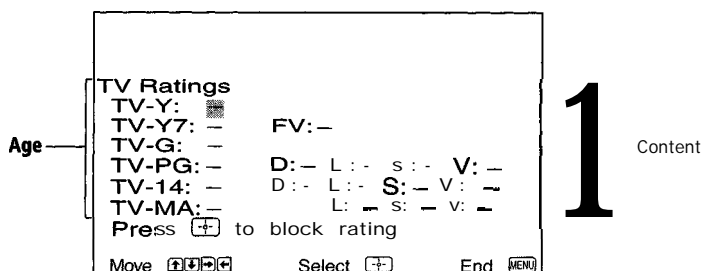 TV Ratings
TV-Y: –
TV-Y7: – FV: –
TV-G: –
Age
TV-PG: – D: – L: - s: - V: –
TV-14: – D: - L: - S: – V: –
TV-MA: – L: – s: – v: –
Content
Press to block rating
Move Select End MENU